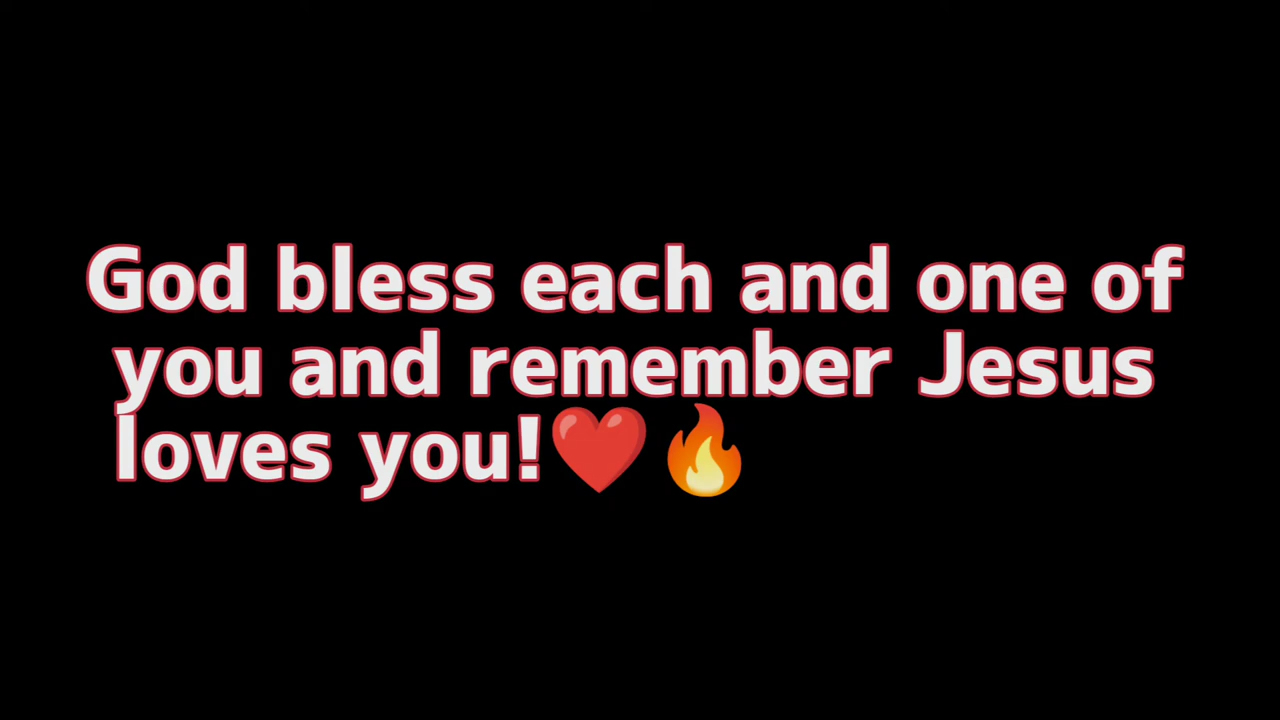 God bless each and one of
you and remember Jesus
loves you!❤️🔥